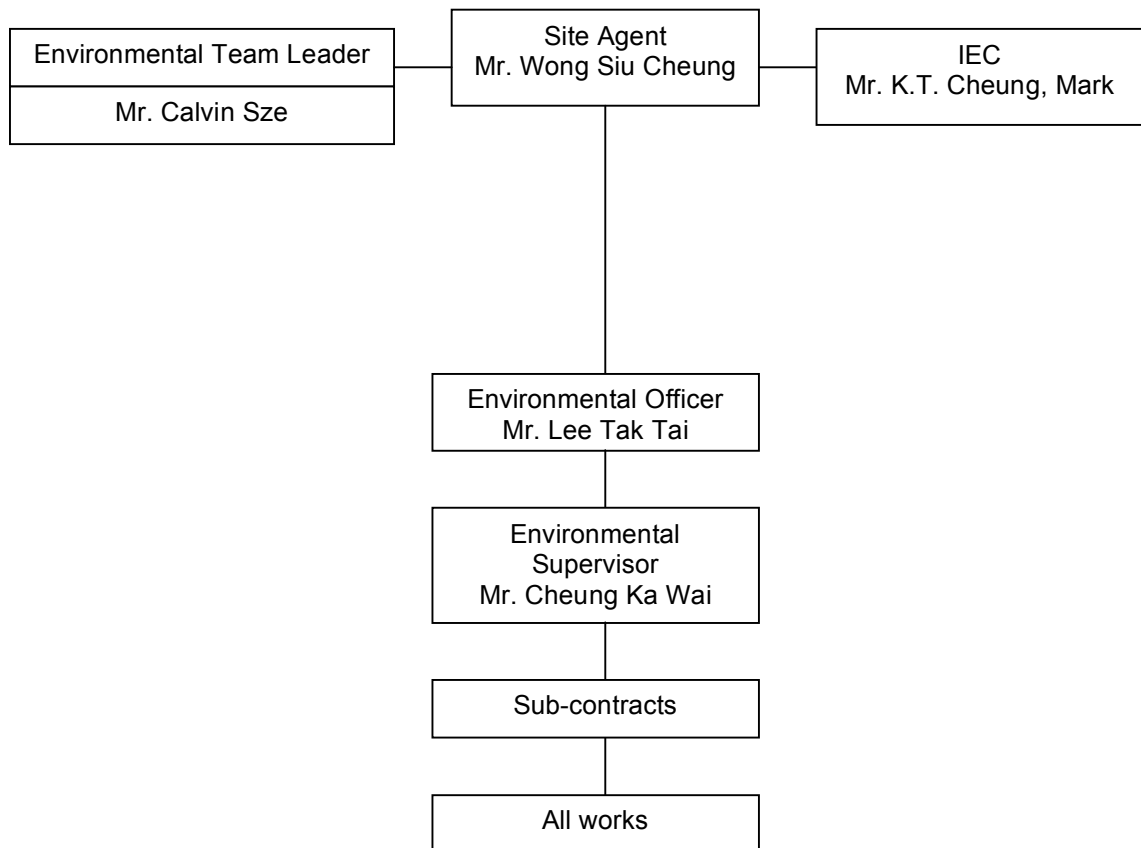 Environmental Team Leader
Mr. Calvin Sze
Site Agent
Mr. Wong Siu Cheung
IEC
Mr. K.T. Cheung, Mark
Environmental Officer
Mr. Lee Tak Tai
Environmental
Supervisor
Mr. Cheung Ka Wai
Sub-contracts
All works